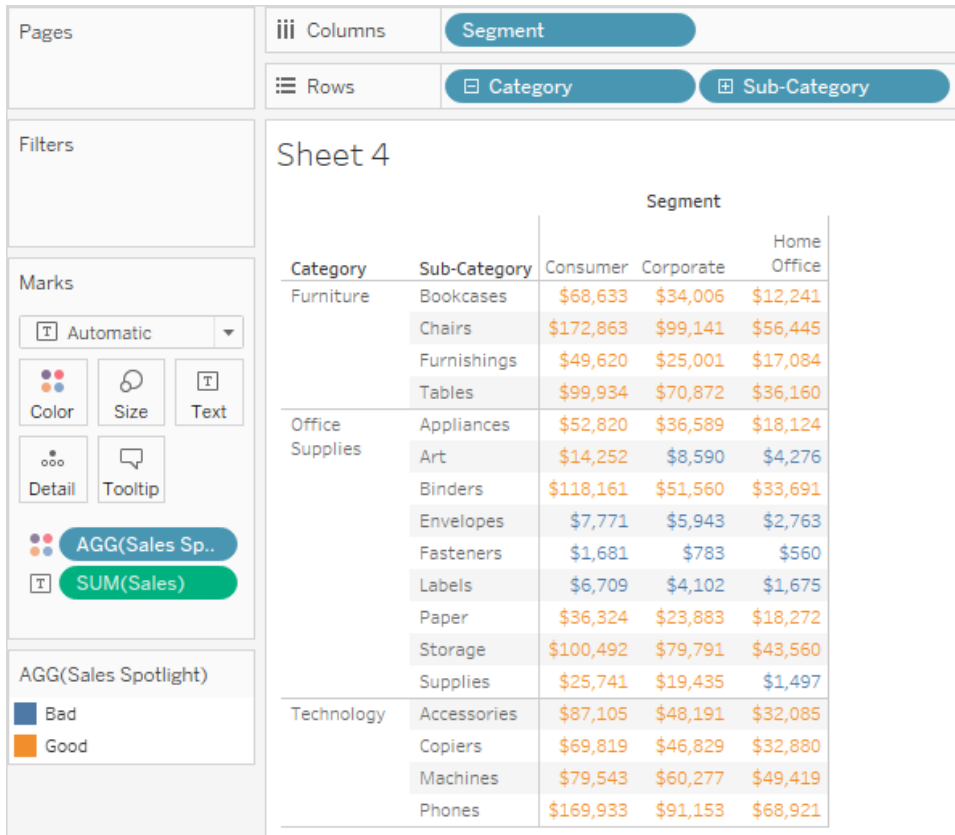 Pages
Columns Segment
Rows Category Sub-Category
Filters
Marks
Automatic
Color Size Text
Detail Tooltip
AGG(Sales Sp..
SUM(Sales)
AGG(Sales Spotlight)
Bad
Good
Sheet 4
Segment
Home
Category Sub-Category Consumer Corporate Office
Furniture Bookcases $68,633 $34,006 $12,241
Chairs $172,863 $99,141 $56,445
Furnishings $49,620 $25,001 $17,084
Tables $99,934 $70,872 $36,160
Office Appliances $52,820 $36,589 $18,124
Supplies Art $14,252 $8,590 $4,276
Binders $118,161 $51,560 $33,691
Envelopes $7,771 $5,943 $2,763
Fasteners $1,681 $783 $560
Labels $6,709 $4,102 $1,675
Paper $36,324 $23,883 $18,272
Storage $100,492 $79,791 $43,560
Supplies $25,741 $19,435 $1,497
Technology Accessories $87,105 $48,191 $32,085
Copiers $69,819 $46,829 $32,880
Machines $79,543 $60,277 $49,419
Phones $169,933 $91,153 $68,921